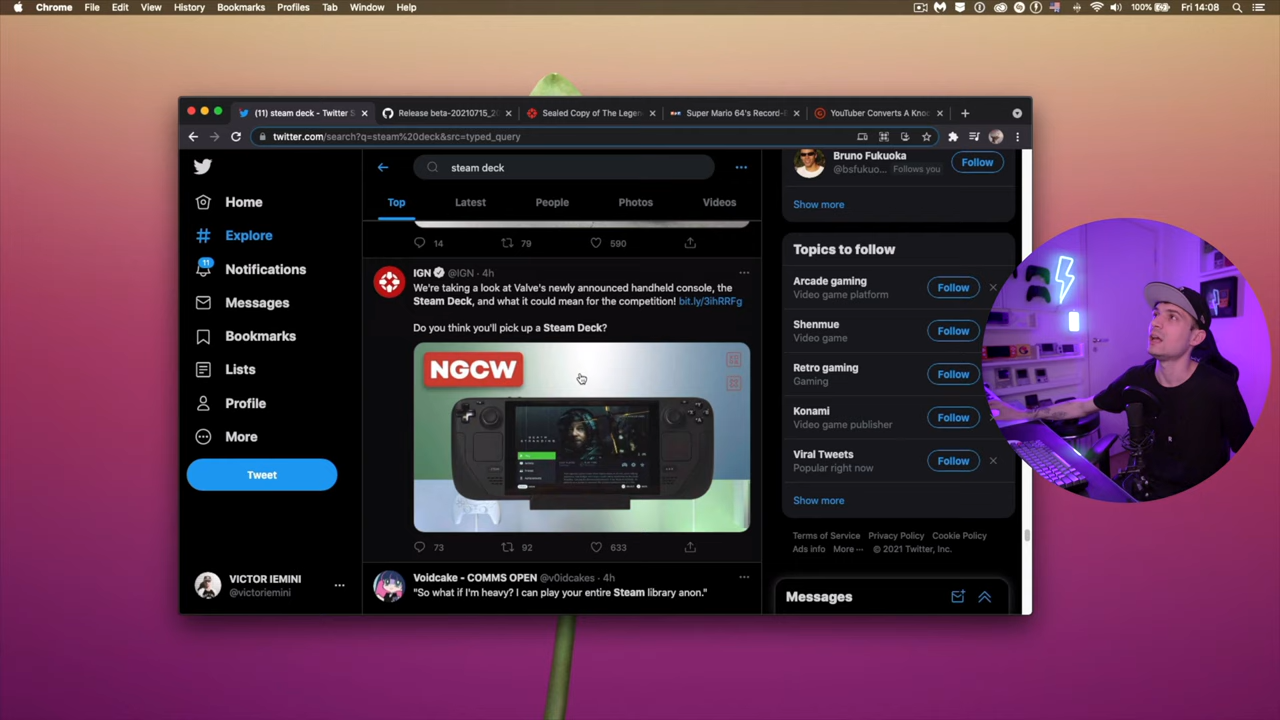 Chrome File Edit View History Bookmarks Profiles Tab Window Help 100% Fri 14:08
(11) steam deck - Twitter S Release beta-20210715_2 Sealed Copy of The Legen Super Mario 64's Record- YouTuber Converts A Kno
twitter.com/search?q=steam%20deck&src=typed_query
steam deck
Top Latest People Photos Videos
Home
Explore
11
Notifications
Messages
Bookmarks
Lists
Profile
More
Tweet
VICTOR IEMINI
@victoriemini
14 79 590
IGN @IGN · 4h
We're taking a look at Valve's newly announced handheld console, the
Steam Deck, and what it could mean for the competition! bit.ly/3ihRRFg
Do you think you'll pick up a Steam Deck?
NGCW
73 92 633
Voidcake - COMMS OPEN @v0idcakes · 4h
"So what if I'm heavy? I can play your entire Steam library anon."
Bruno Fukuoka
@bsfukuo... Follows you
Follow
Show more
Topics to follow
Arcade gaming
Video game platform
Follow
Shenmue
Video game
Follow
Retro gaming
Gaming
Follow
Konami
Video game publisher
Follow
Viral Tweets
Popular right now
Follow
Show more
Terms of Service Privacy Policy Cookie Policy
Ads info More ··· © 2021 Twitter, Inc.
Messages